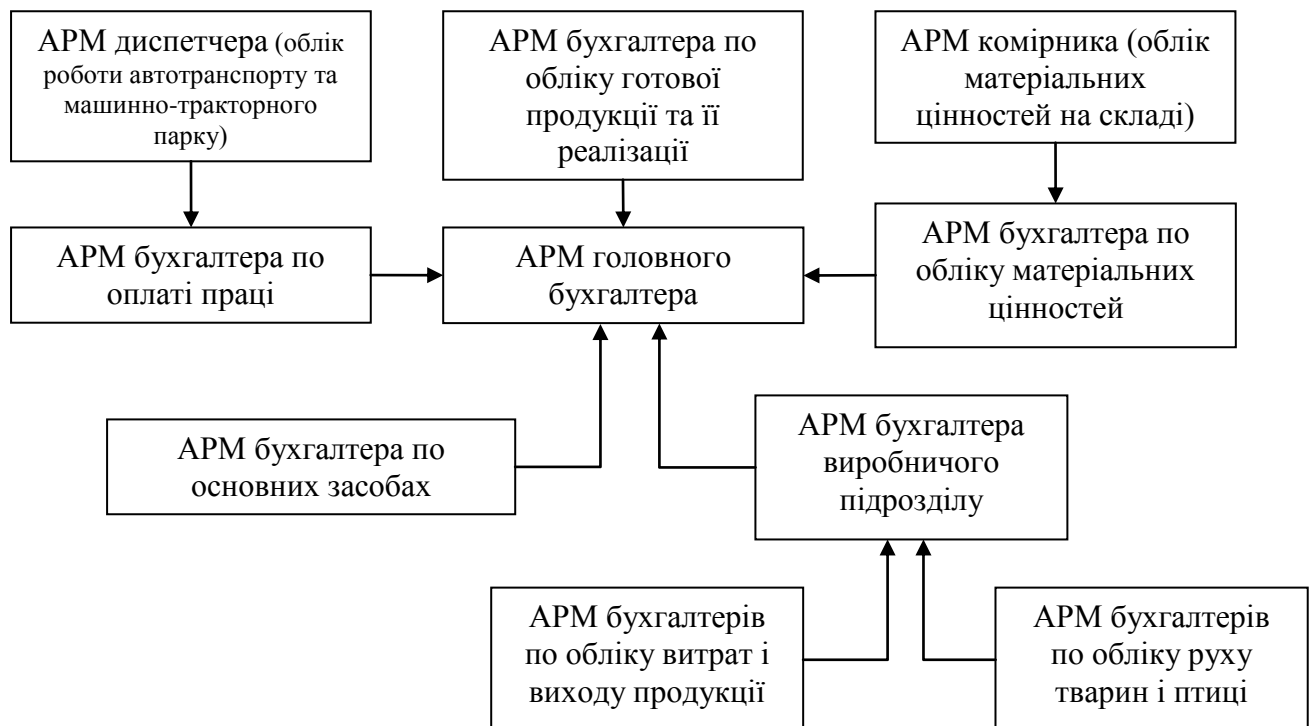 АРМ диспетчера (облік
роботи автотранспорту та
машинно-тракторного
парку)
АРМ бухгалтера по
обліку готової
продукції та її
реалізації
АРМ комірника (облік
матеріальних
цінностей на складі)
АРМ бухгалтера по
оплаті праці
АРМ головного
бухгалтера
АРМ бухгалтера по
обліку матеріальних
цінностей
АРМ бухгалтера по
основних засобах
АРМ бухгалтера
виробничого
підрозділу
АРМ бухгалтерів
по обліку витрат і
виходу продукції
АРМ бухгалтерів
по обліку руху
тварин і птиці